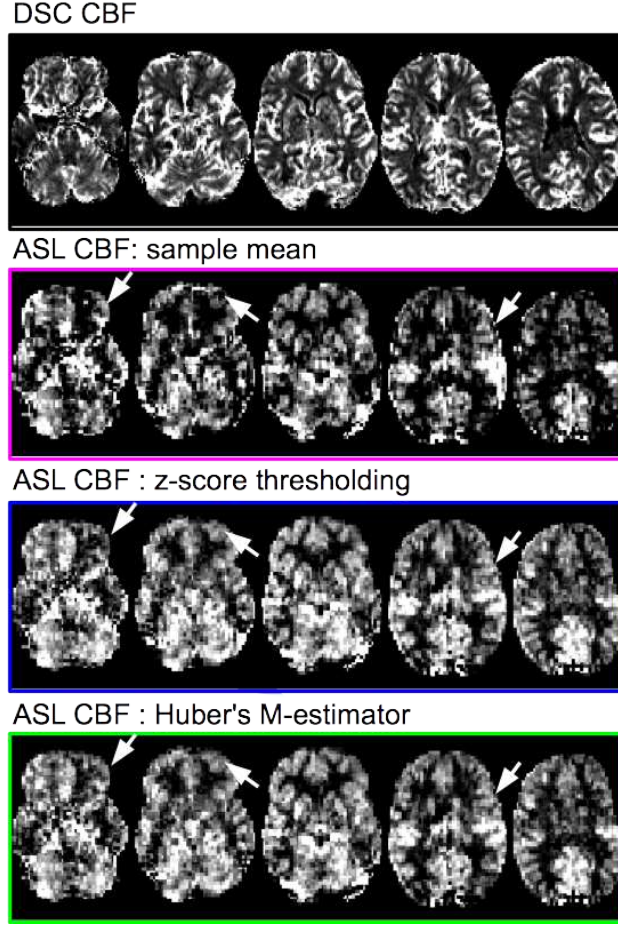 DSC CBF
ASL CBF: sample mean
ASL CBF : z-score thresholding
ASL CBF : Huber's M-estimator